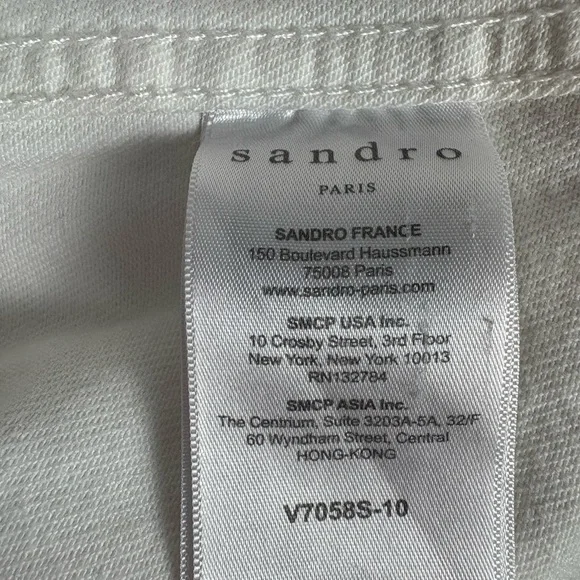 sandro
PARIS
SANDRO FRANCE
150 Boulevard Haussmann
75008 Paris
www.sandro-paris.com
SMCP USA Inc.
10 Crosby Street, 3rd Floor
New York, New York 10013
RN132784
SMCP ASIA Inc.
The Centrium, Suite 3203A-5A, 32/F
60 Wyndham Street, Central
HONG-KONG
V7058S-10